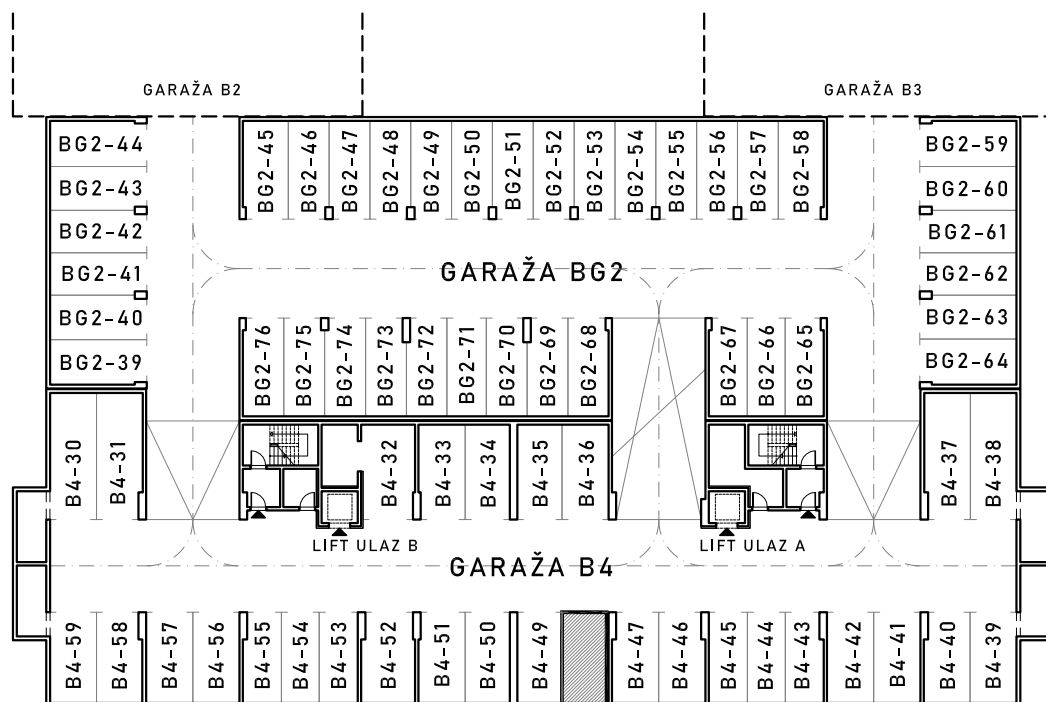 GARAŽA B2
GARAŽA B3
BG2-44
BG2-43
BG2-42
BG2-41
BG2-40
BG2-39
BG2-45
BG2-46
BG2-47
BG2-48
BG2-49
BG2-50
BG2-51
BG2-52
BG2-53
BG2-54
BG2-55
BG2-56
BG2-57
BG2-58
BG2-59
BG2-60
BG2-61
BG2-62
BG2-63
BG2-64
GARAŽA BG2
BG2-76
BG2-75
BG2-74
BG2-73
BG2-72
BG2-71
BG2-70
BG2-69
BG2-68
BG2-67
BG2-66
BG2-65
B4-30
B4-31
B4-32
B4-33
B4-34
B4-35
B4-36
B4-37
B4-38
LIFT ULAZ B
LIFT ULAZ A
GARAŽA B4
B4-59
B4-58
B4-57
B4-56
B4-55
B4-54
B4-53
B4-52
B4-51
B4-50
B4-49
B4-47
B4-46
B4-45
B4-44
B4-43
B4-42
B4-41
B4-40
B4-39